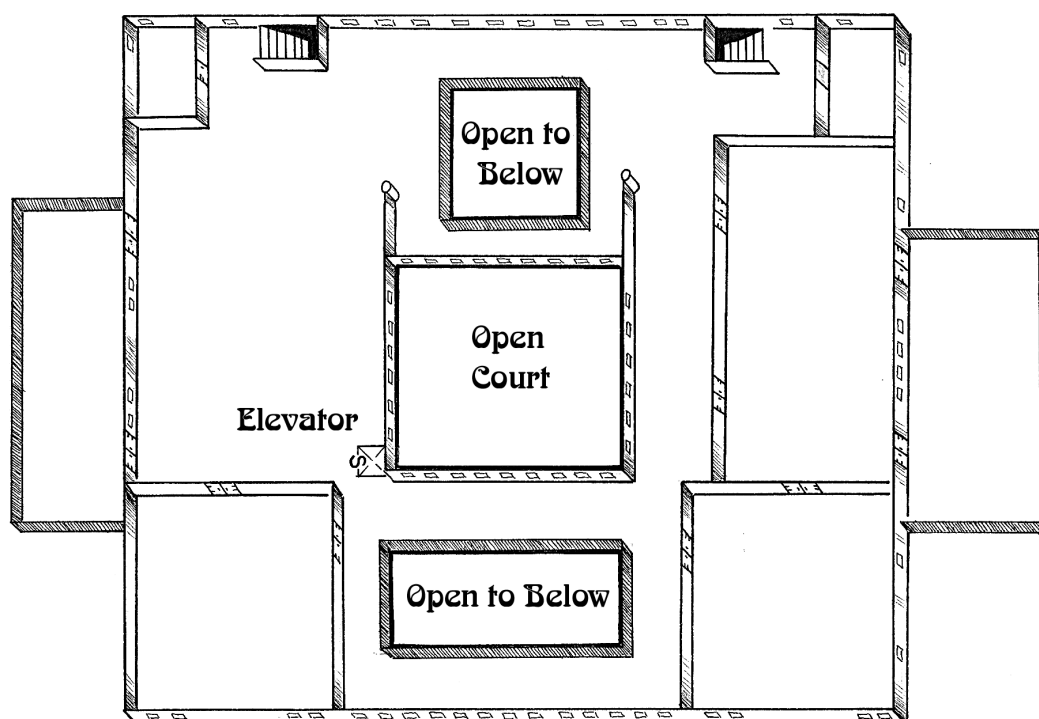 Open to
Below
Open
Court
Elevator
S
Open to Below